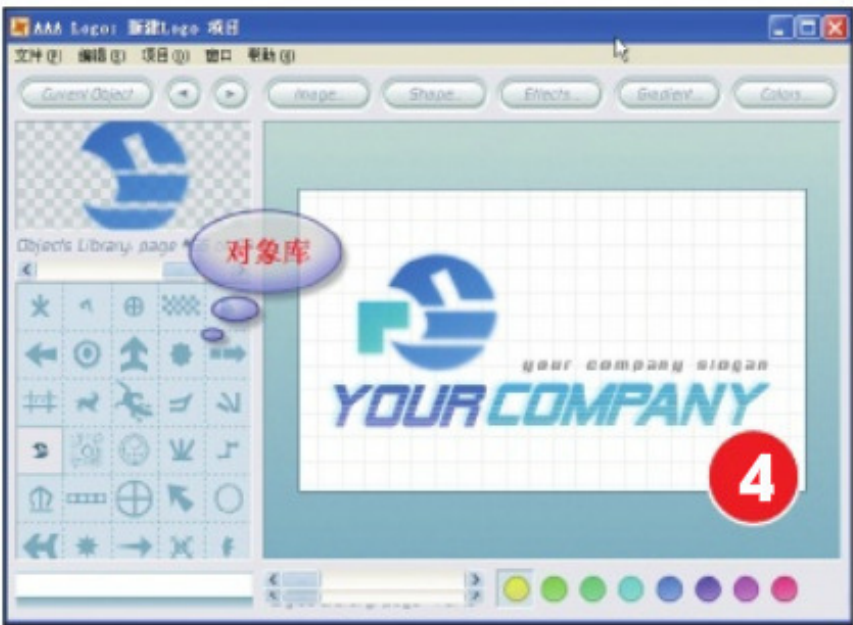 AAA Logo: 新建Logo 项目
文件(F) 编辑(E) 项目(O) 窗口 帮助(H)
Current Object Image... Shape... Effects... Gradient... Colors...
Objects Library, page
对象库
your company slogan
YOUR COMPANY
4